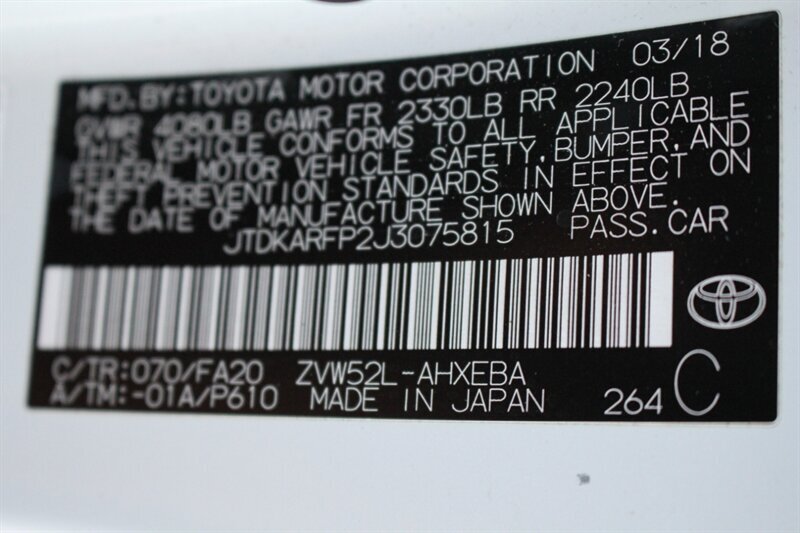 MFD.BY:TOYOTA MOTOR CORPORATION 03/18
GVWR 4080LB GAWR FR 2330LB RR 2240LB
THIS VEHICLE CONFORMS TO ALL APPLICABLE
FEDERAL MOTOR VEHICLE SAFETY, BUMPER, AND
THEFT PREVENTION STANDARDS IN EFFECT ON
THE DATE OF MANUFACTURE SHOWN ABOVE.
JTDKARFP2J3075815 PASS.CAR
C/TR:070/FA20 ZVW52L-AHXEBA
A/TM:-01A/P610 MADE IN JAPAN 264 C